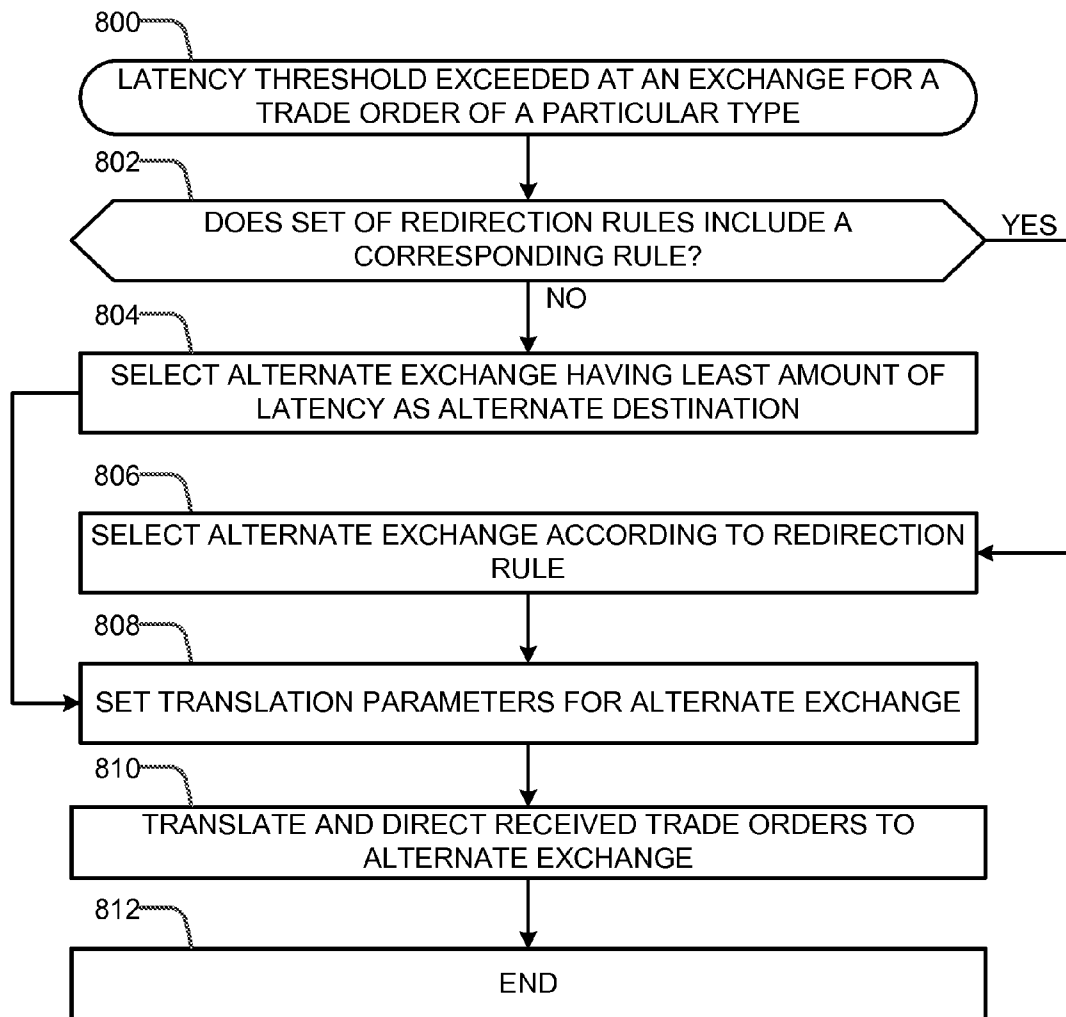 800
LATENCY THRESHOLD EXCEEDED AT AN EXCHANGE FOR A
TRADE ORDER OF A PARTICULAR TYPE
802
DOES SET OF REDIRECTION RULES INCLUDE A
CORRESPONDING RULE?
YES
NO
804
SELECT ALTERNATE EXCHANGE HAVING LEAST AMOUNT OF
LATENCY AS ALTERNATE DESTINATION
806
SELECT ALTERNATE EXCHANGE ACCORDING TO REDIRECTION
RULE
808
SET TRANSLATION PARAMETERS FOR ALTERNATE EXCHANGE
810
TRANSLATE AND DIRECT RECEIVED TRADE ORDERS TO
ALTERNATE EXCHANGE
812
END